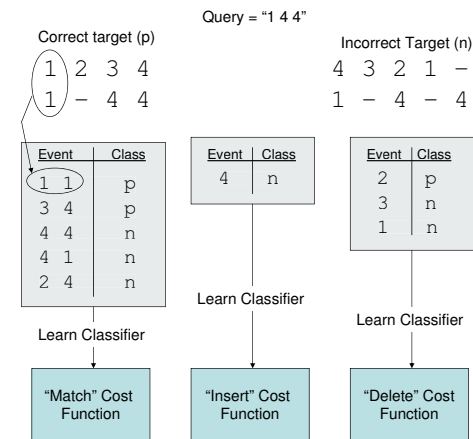 Query = “1 4 4”
Correct target (p)
1 2 3 4
1 – 4 4
Incorrect Target (n)
4 3 2 1 –
1 – 4 – 4
Event Class
1 1 p
3 4 p
4 4 n
4 1 n
2 4 n
Learn Classifier
“Match” Cost
Function
Event Class
4 n
Learn Classifier
“Insert” Cost
Function
Event Class
2 p
3 n
1 n
Learn Classifier
“Delete” Cost
Function